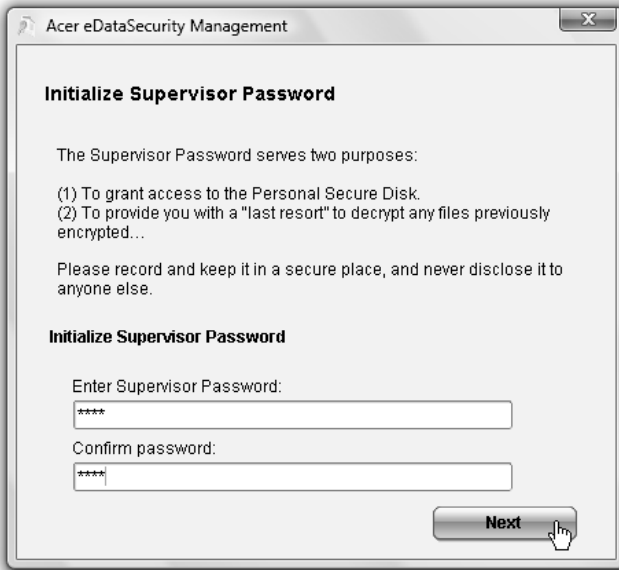 Acer eDataSecurity Management
X
Initialize Supervisor Password
The Supervisor Password serves two purposes:
(1) To grant access to the Personal Secure Disk.
(2) To provide you with a "last resort" to decrypt any files previously
encrypted...
Please record and keep it in a secure place, and never disclose it to
anyone else.
Initialize Supervisor Password
Enter Supervisor Password:
****
Confirm password:
****
Next